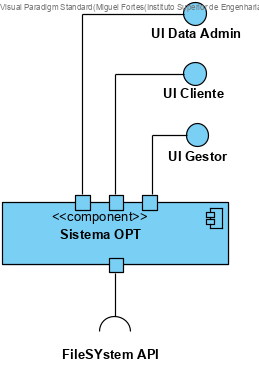 Visual Paradigm Standard(Miguel Fortes(Instituto Superior de Engenharia
UI Data Admin
UI Cliente
UI Gestor
<<component>>
Sistema OPT
FileSYstem API